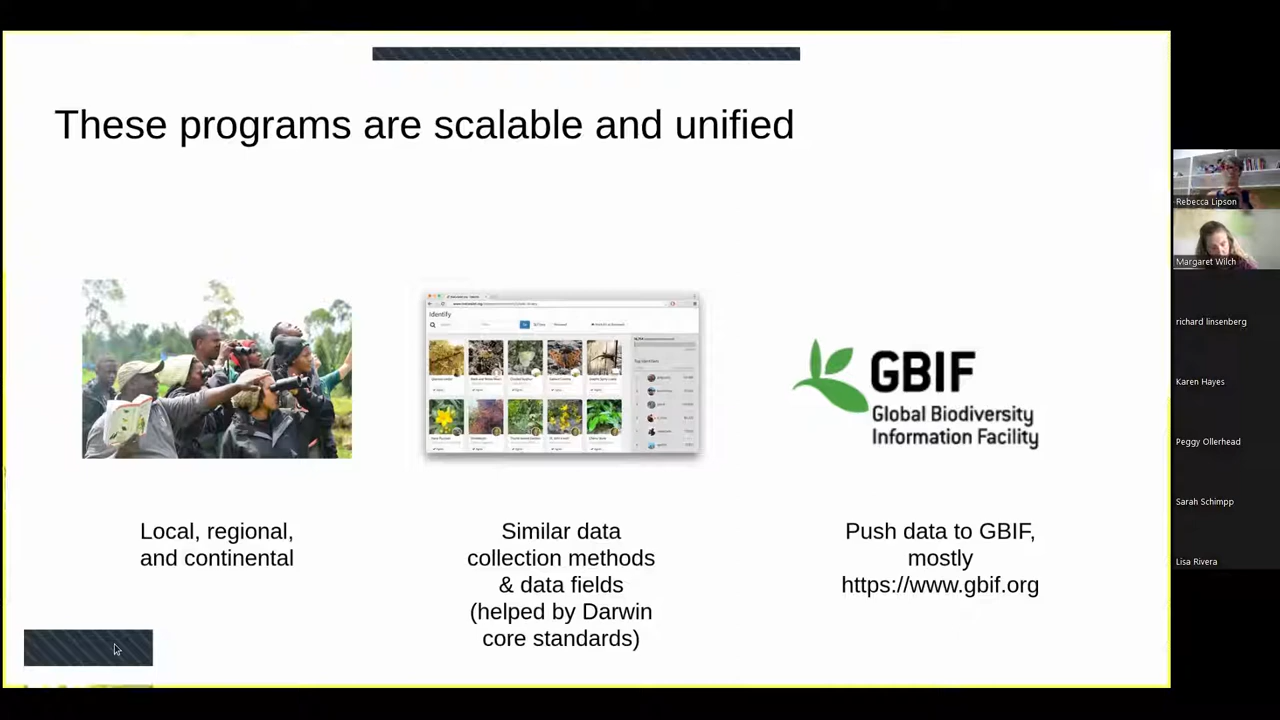 These programs are scalable and unified
Identify
GBIF
Global Biodiversity
Information Facility
Local, regional,
and continental
Similar data
collection methods
& data fields
(helped by Darwin
core standards)
Push data to GBIF,
mostly
https://www.gbif.org
Rebecca Lipson
Margaret Wilch
richard linsenberg
Karen Hayes
Peggy Ollerhead
Sarah Schimpp
Lisa Rivera